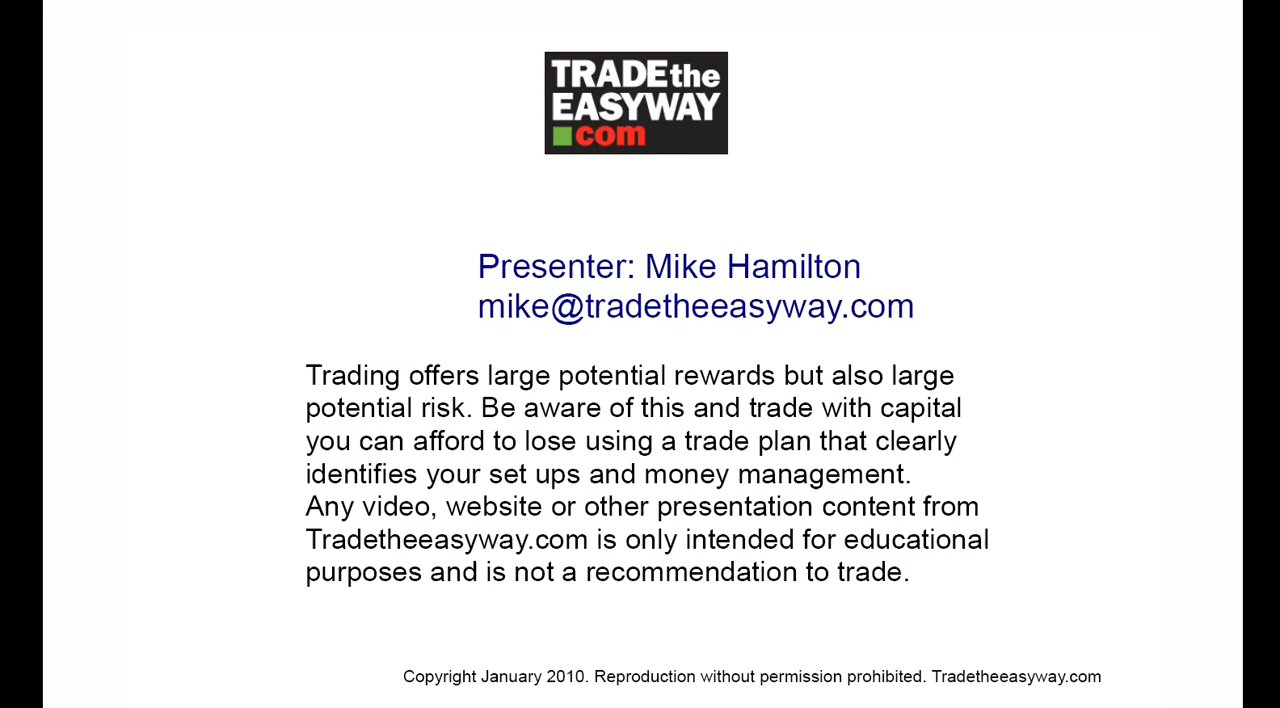 TRADEthe
EASYWAY
com
Presenter: Mike Hamilton
mike@tradetheeasyway.com
Trading offers large potential rewards but also large
potential risk. Be aware of this and trade with capital
you can afford to lose using a trade plan that clearly
identifies your set ups and money management.
Any video, website or other presentation content from
Tradetheeasyway.com is only intended for educational
purposes and is not a recommendation to trade.
Copyright January 2010. Reproduction without permission prohibited. Tradetheeasyway.com